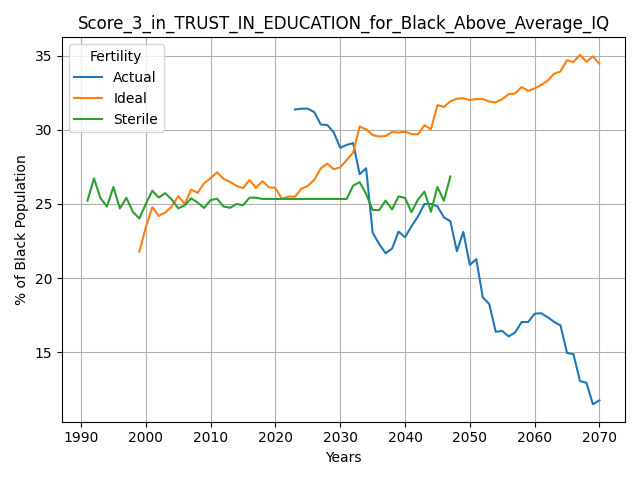 Score_3_in_TRUST_IN_EDUCATION_for_Black_Above_Average_IQ
Fertility
Actual
Ideal
Sterile
% of Black Population
35
30
25
20
15
1990 2000 2010 2020 2030 2040 2050 2060 2070
Years